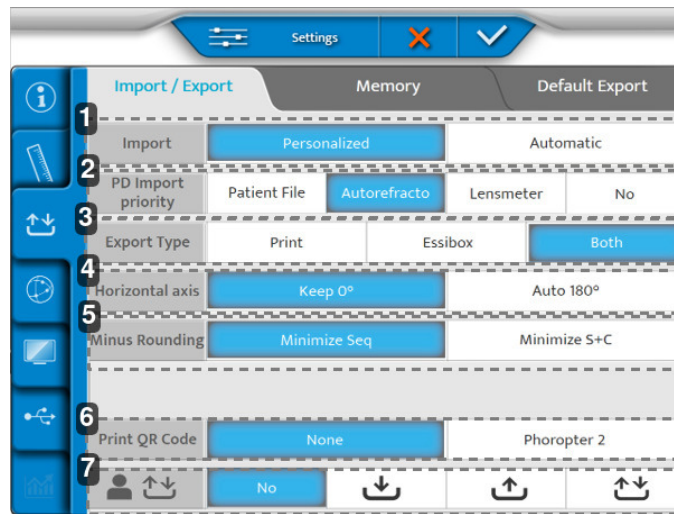 Settings
Import / Export Memory Default Export
1
Import Personalized Automatic
2
PD Import
priority Patient File Autorefracto Lensmeter No
3
Export Type Print Essibox Both
4
Horizontal axis Keep 0° Auto 180°
5
Minus Rounding Minimize Seq Minimize S+C
6
Print QR Code None Phoropter 2
7
No